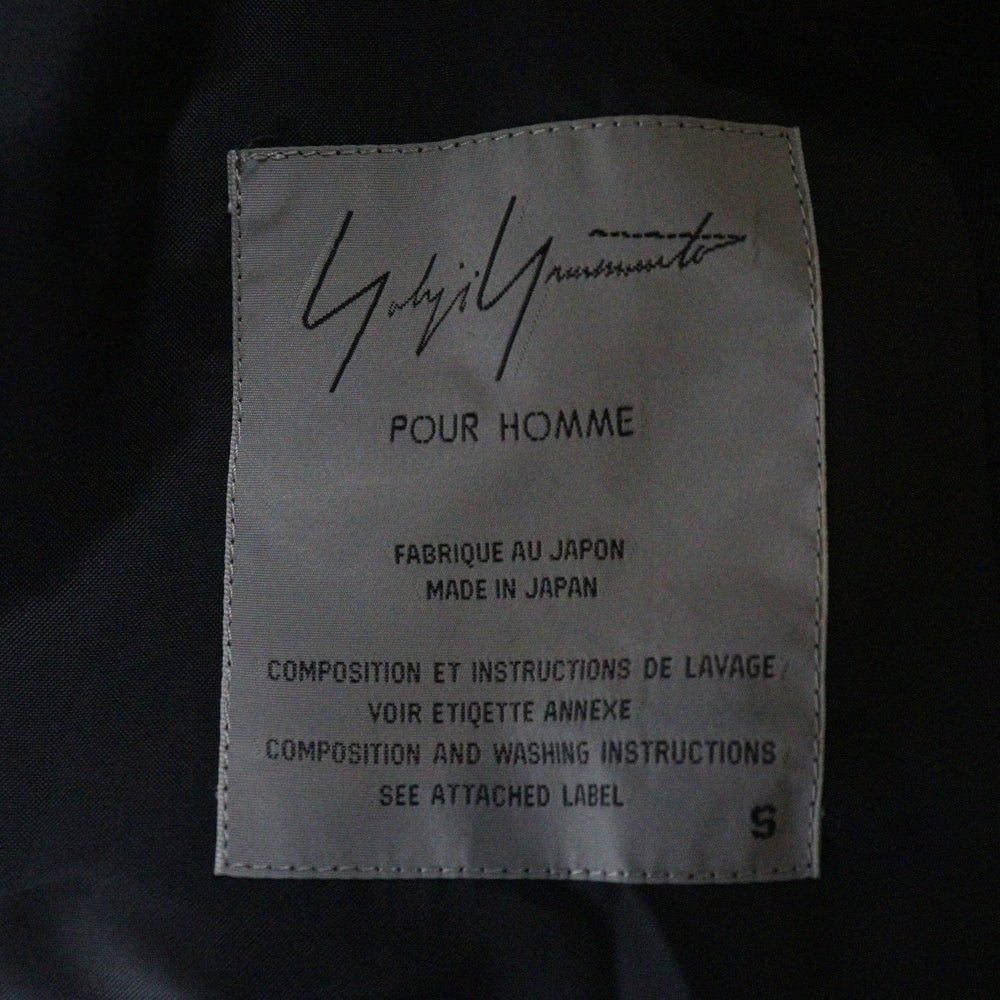 Yohji Yamamoto
POUR HOMME
FABRIQUE AU JAPON
MADE IN JAPAN
COMPOSITION ET INSTRUCTIONS DE LAVAGE
VOIR ETIQETTE ANNEXE
COMPOSITION AND WASHING INSTRUCTIONS
SEE ATTACHED LABEL
S